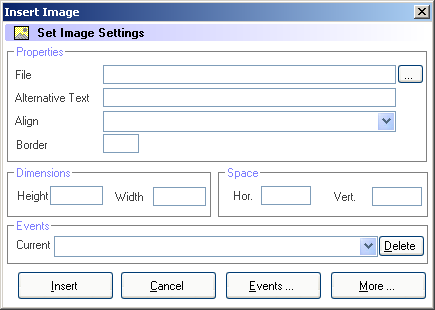 Insert Image
Set Image Settings
Properties
File
...
Alternative Text
Align
Border
Dimensions
Space
Height
Width
Hor.
Vert.
Events
Current
Delete
Insert
Cancel
Events ...
More ...